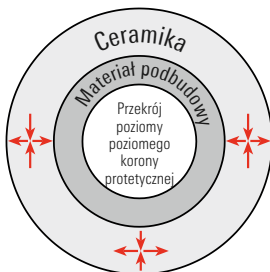 Ceramika
Materiał podbudowy
Przekrój
poziomy
poziomego
korony
protetycznej